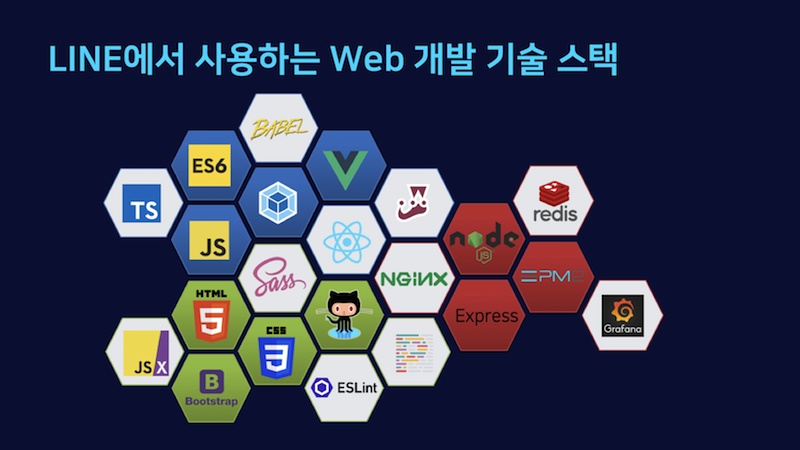 LINE에서 사용하는 Web 개발 기술 스택
BABEL
ES6
TS
JS
redis
node
JS
Sass
NGINX
PM2
HTML
5
CSS
3
Express
Grafana
JSX
B
Bootstrap
ESLint